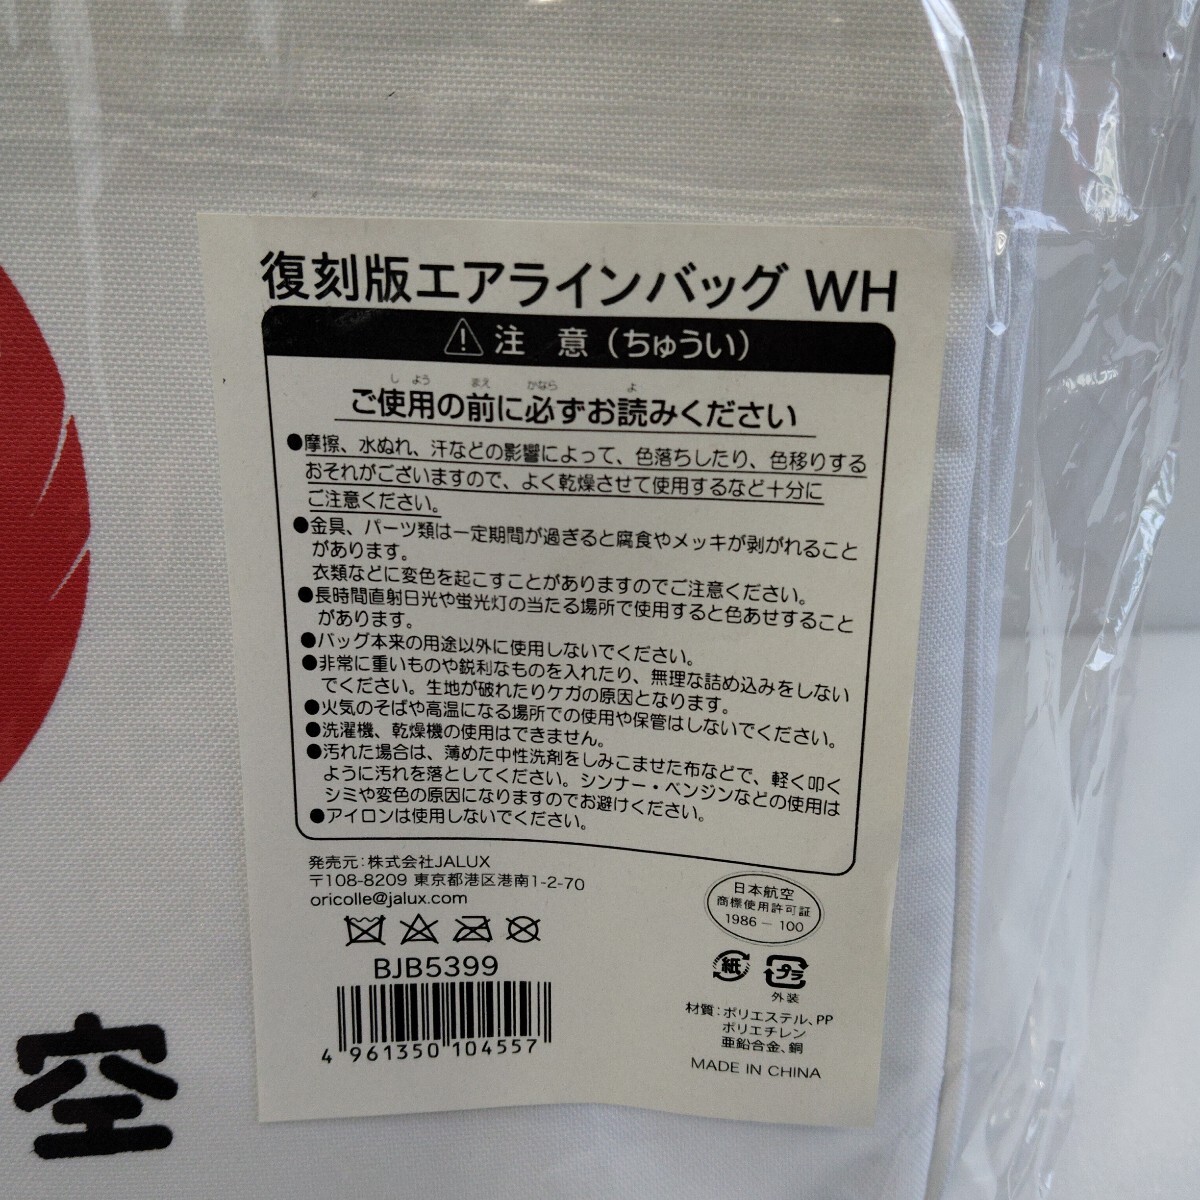 復刻版エアラインバッグ WH
注 意（ちゅうい）
しよう まえ かなら よ
ご使用の前に必ずお読みください
●摩擦、水ぬれ、汗などの影響によって、色落ちしたり、色移りする
おそれがございますので、よく乾燥させて使用するなど十分に
ご注意ください。
●金具、パーツ類は一定期間が過ぎると腐食やメッキが剥がれること
があります。
衣類などに変色を起こすことがありますのでご注意ください。
●長時間直射日光や蛍光灯の当たる場所で使用すると色あせすること
があります。
●バッグ本来の用途以外に使用しないでください。
●非常に重いものや鋭利なものを入れたり、無理な詰め込みをしない
でください。生地が破れたりケガの原因となります。
●火気のそばや高温になる場所での使用や保管はしないでください。
●洗濯機、乾燥機の使用はできません。
●汚れた場合は、薄めた中性洗剤をしみこませた布などで、軽く叩く
ように汚れを落としてください。シンナー・ベンジンなどの使用は
シミや変色の原因になりますのでお避けください。
●アイロンは使用しないでください。
発売元：株式会社JALUX
〒108-8209 東京都港区港南1-2-70
oricolle@jalux.com
BJB5399
4 961350 104557
日本航空
商標使用許可証
1986－100
紙
プラ
外装
材質：ポリエステル、PP
ポリエチレン
亜鉛合金、銅
MADE IN CHINA
空